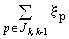 ∑ ξ_p
p∈J_{k,k-1}